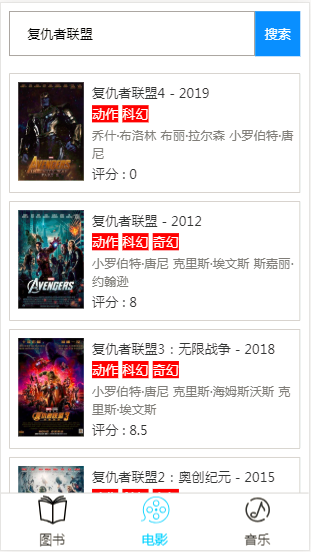 复仇者联盟 搜索
复仇者联盟4 - 2019
动作 科幻
乔什·布洛林 布丽·拉尔森 小罗伯特·唐
尼
评分 : 0
AVENGERS
复仇者联盟 - 2012
动作 科幻 奇幻
小罗伯特·唐尼 克里斯·埃文斯 斯嘉丽·
约翰逊
评分 : 8
复仇者联盟3：无限战争 - 2018
动作 科幻 奇幻
小罗伯特·唐尼 克里斯·海姆斯沃斯 克
里斯·埃文斯
评分 : 8.5
复仇者联盟2：奥创纪元 - 2015
图书 电影 音乐